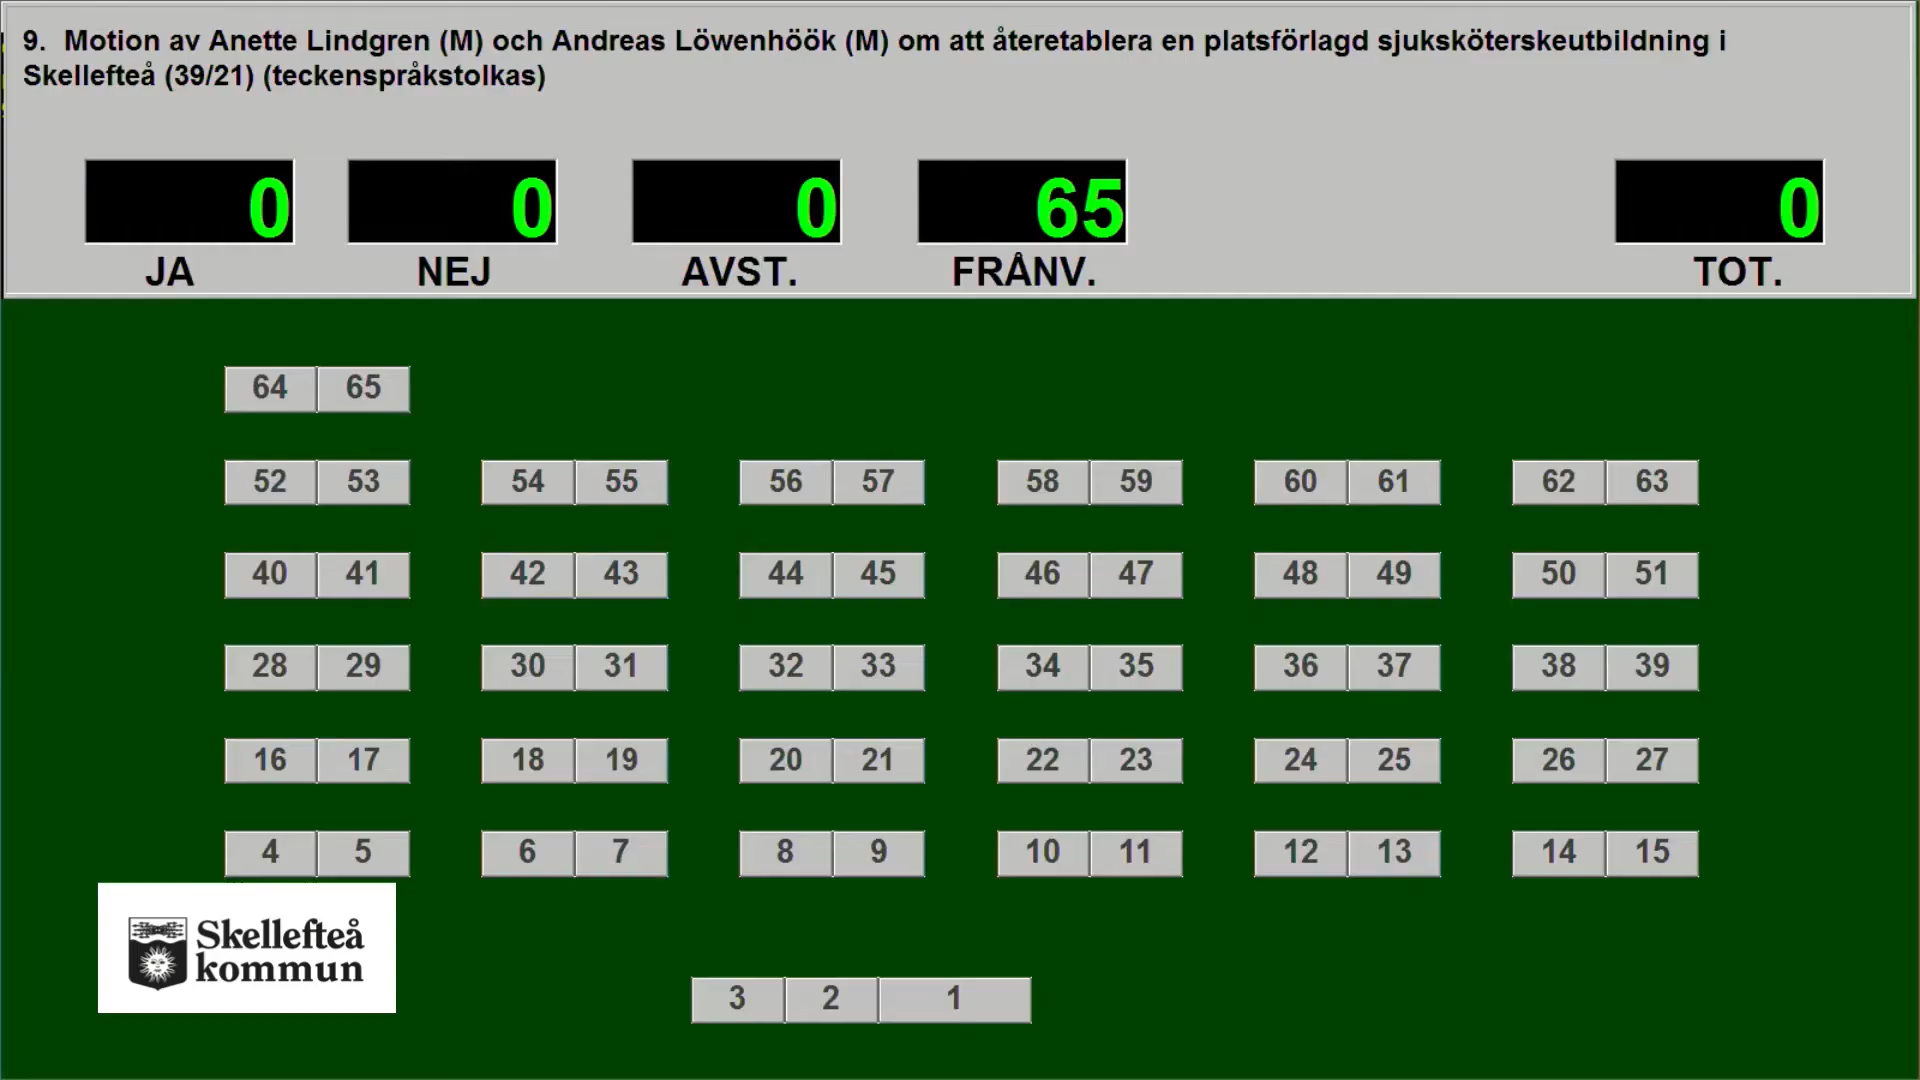 9. Motion av Anette Lindgren (M) och Andreas Löwenhöök (M) om att återetablera en platsförlagd sjuksköterskeutbildning i
Skellefteå (39/21) (teckenspråkstolkas)
0 0 0 65 0
JA NEJ AVST. FRÅNV. TOT.
64 65
52 53 54 55 56 57 58 59 60 61 62 63
40 41 42 43 44 45 46 47 48 49 50 51
28 29 30 31 32 33 34 35 36 37 38 39
16 17 18 19 20 21 22 23 24 25 26 27
4 5 6 7 8 9 10 11 12 13 14 15
Skellefteå
kommun
3 2 1